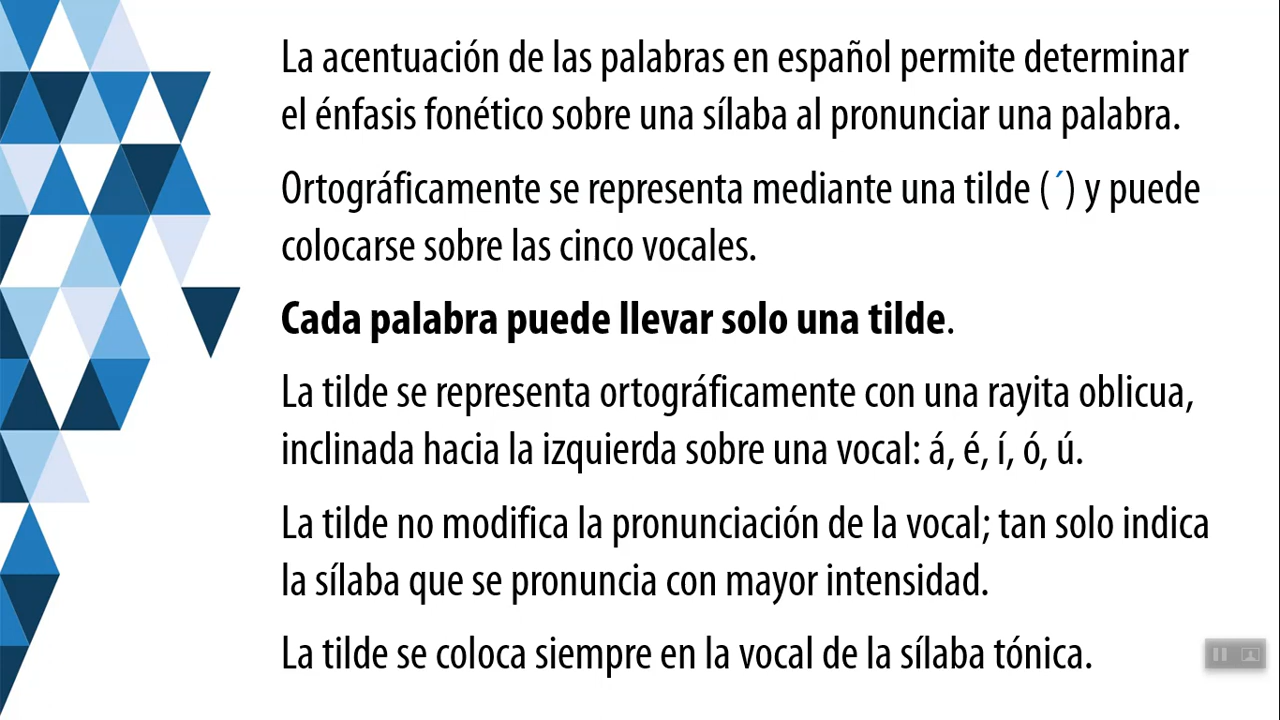 La acentuación de las palabras en español permite determinar
el énfasis fonético sobre una sílaba al pronunciar una palabra.
Ortográficamente se representa mediante una tilde (´) y puede
colocarse sobre las cinco vocales.
Cada palabra puede llevar solo una tilde.
La tilde se representa ortográficamente con una rayita oblicua,
inclinada hacia la izquierda sobre una vocal: á, é, í, ó, ú.
La tilde no modifica la pronunciación de la vocal; tan solo indica
la sílaba que se pronuncia con mayor intensidad.
La tilde se coloca siempre en la vocal de la sílaba tónica.